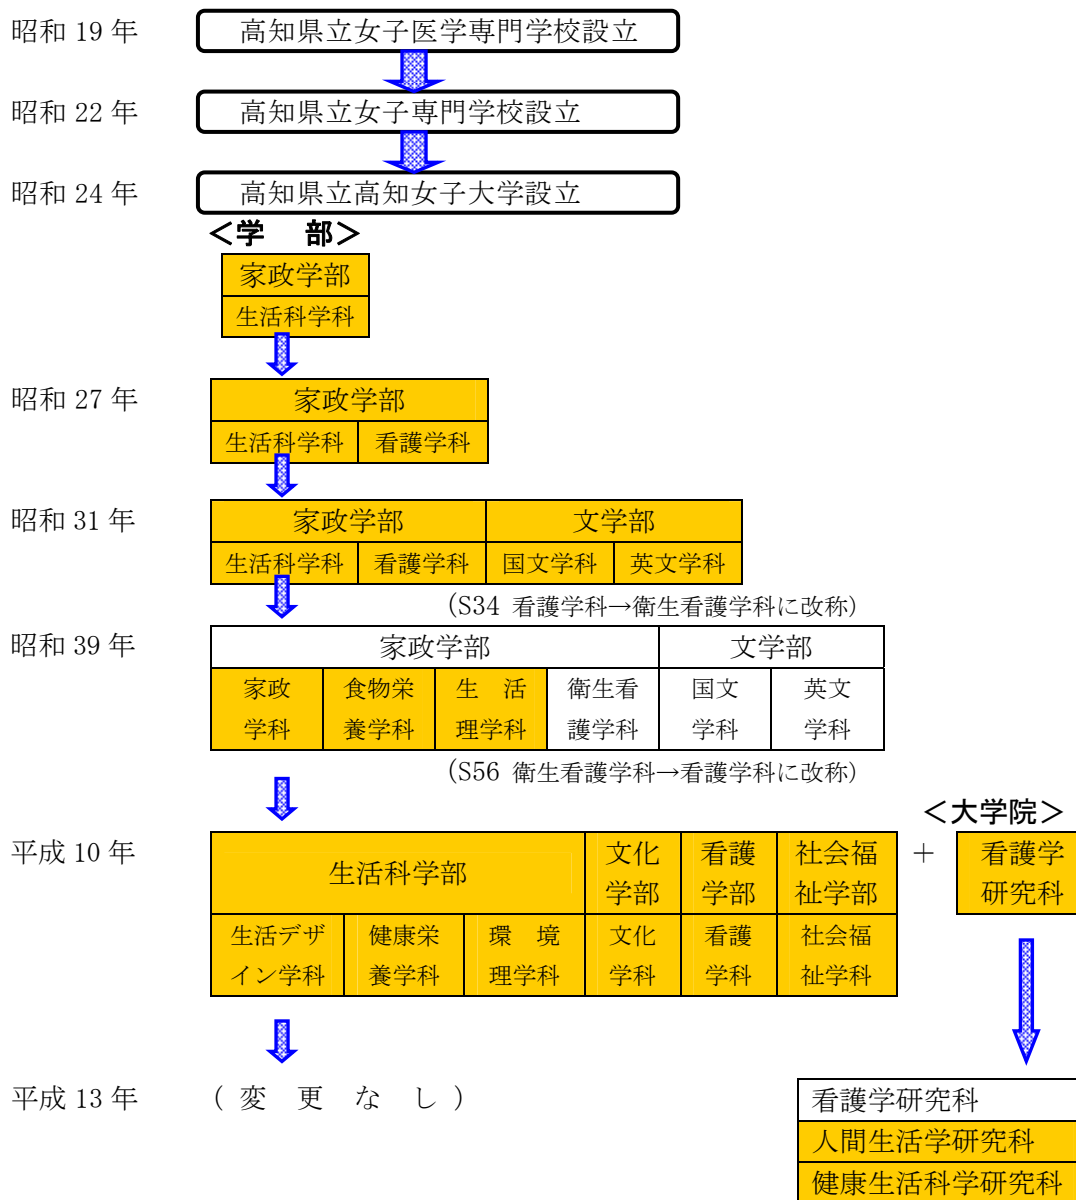 昭和 19 年 高知県立女子医学専門学校設立
昭和 22 年 高知県立女子専門学校設立
昭和 24 年 高知県立高知女子大学設立
＜学 部＞
家政学部
生活科学科
昭和 27 年 家政学部
生活科学科 看護学科
昭和 31 年 家政学部 文学部
生活科学科 看護学科 国文学科 英文学科
(S34 看護学科→衛生看護学科に改称)
昭和 39 年 家政学部 文学部
家政 食物栄 生 活 衛生看 国文 英文
学科 養学科 理学科 護学科 学科 学科
(S56 衛生看護学科→看護学科に改称)
＜大学院＞
平成 10 年 生活科学部 文化 看護 社会福 ＋ 看護学
学部 学部 祉学部 研究科
生活デザ 健康栄 環 境 文化 看護 社会福
イン学科 養学科 理学科 学科 学科 祉学科
平成 13 年 ( 変 更 な し ) 看護学研究科
人間生活学研究科
健康生活科学研究科